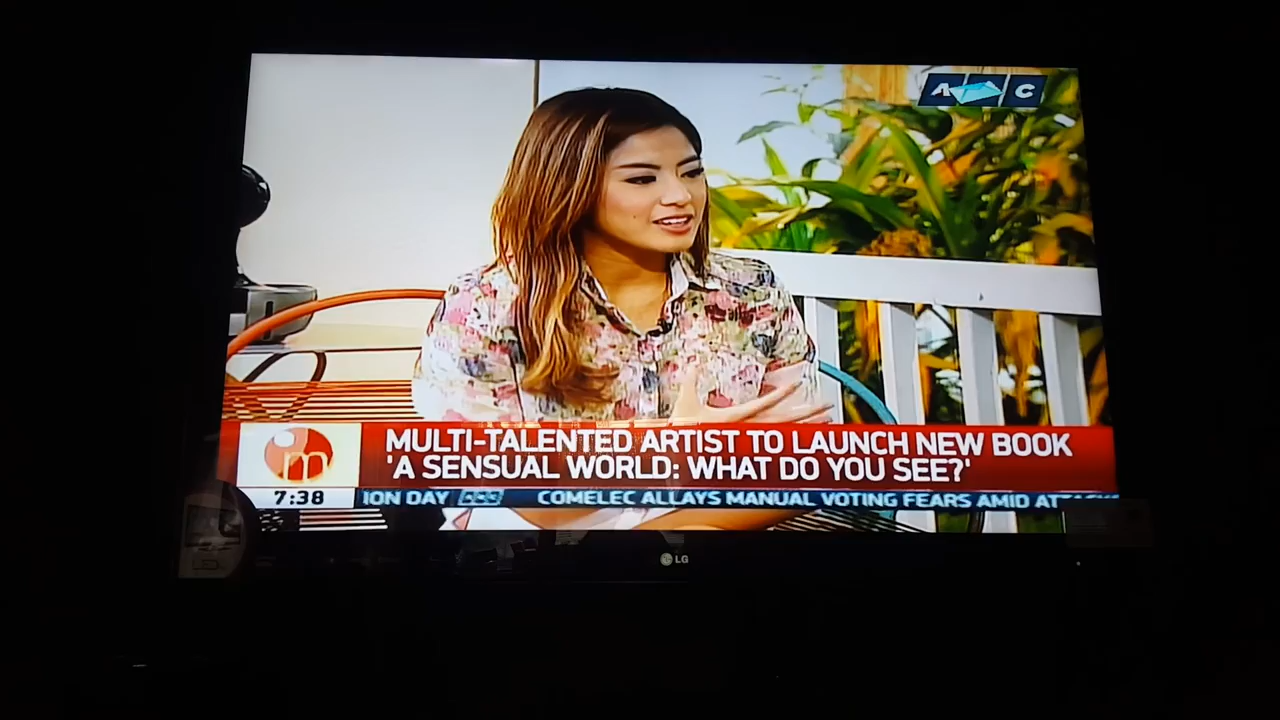 A C
MULTI-TALENTED ARTIST TO LAUNCH NEW BOOK
'A SENSUAL WORLD: WHAT DO YOU SEE?'
m
7:38
ION DAY
COMELEC ALLAYS MANUAL VOTING FEARS AMID
LG